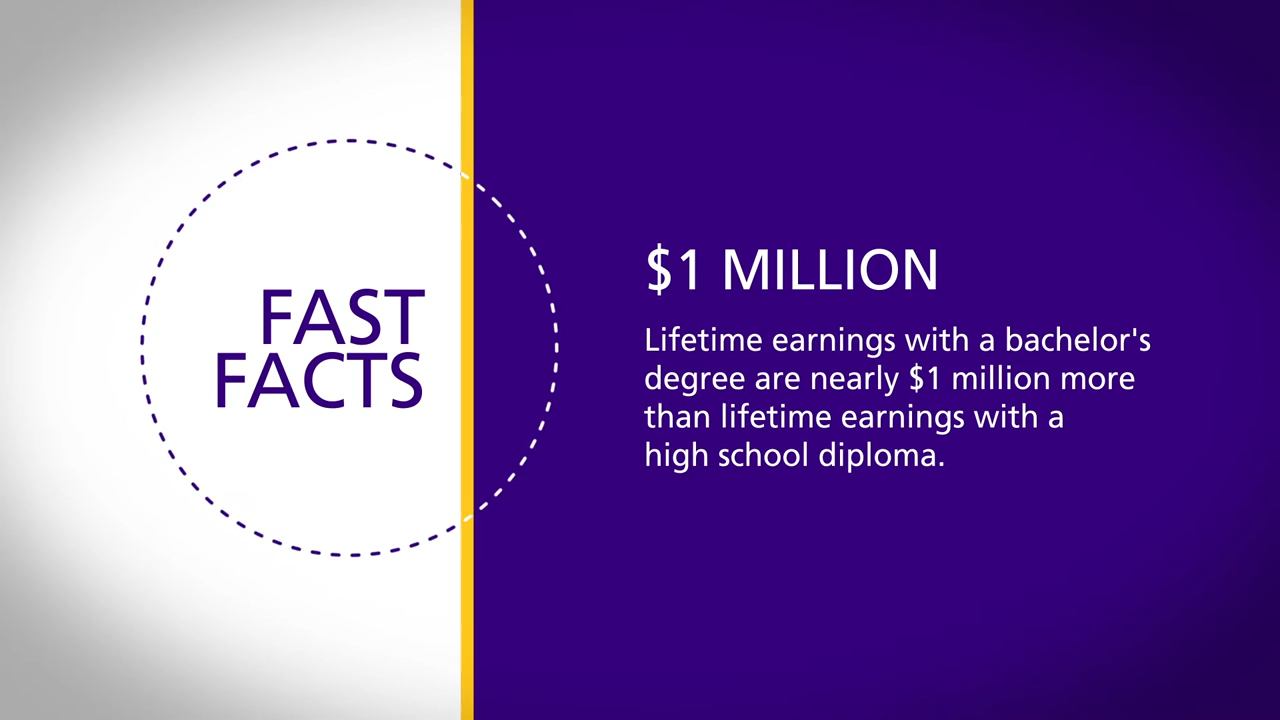 FAST
FACTS
$1 MILLION
Lifetime earnings with a bachelor's
degree are nearly $1 million more
than lifetime earnings with a
high school diploma.